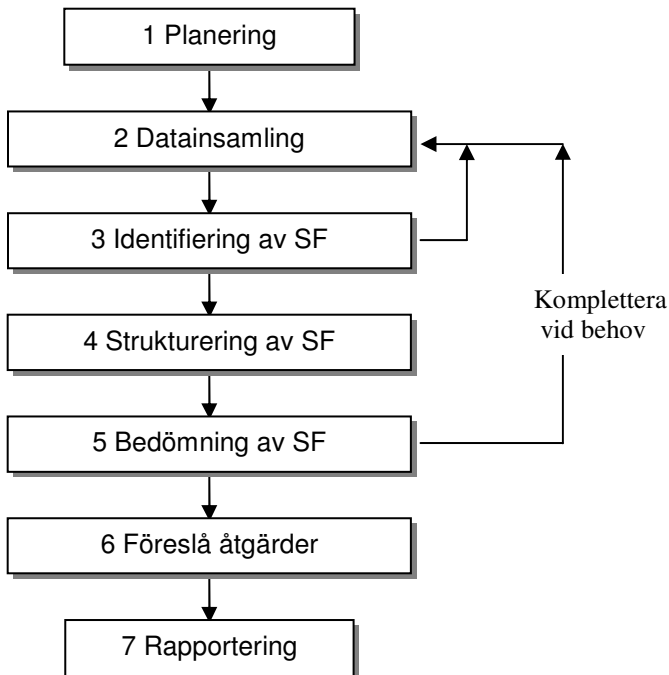 1 Planering
2 Datainsamling
3 Identifiering av SF
Komplettera
vid behov
4 Strukturering av SF
5 Bedömning av SF
6 Föreslå åtgärder
7 Rapportering